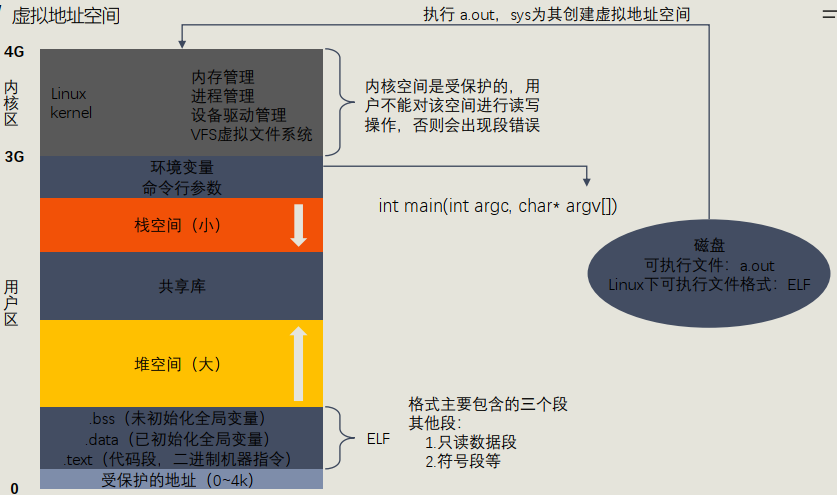 虚拟地址空间
执行 a.out，sys为其创建虚拟地址空间
4G
内核区
Linux
kernel
内存管理
进程管理
设备驱动管理
VFS虚拟文件系统
内核空间是受保护的，用
户不能对该空间进行读写
操作，否则会出现段错误
3G
环境变量
命令行参数
int main(int argc, char* argv[])
栈空间（小）
磁盘
可执行文件：a.out
Linux下可执行文件格式：ELF
用户区
共享库
堆空间（大）
.bss（未初始化全局变量）
.data（已初始化全局变量）
.text（代码段，二进制机器指令）
ELF
格式主要包含的三个段
其他段：
1.只读数据段
2.符号段等
受保护的地址（0~4k）
0